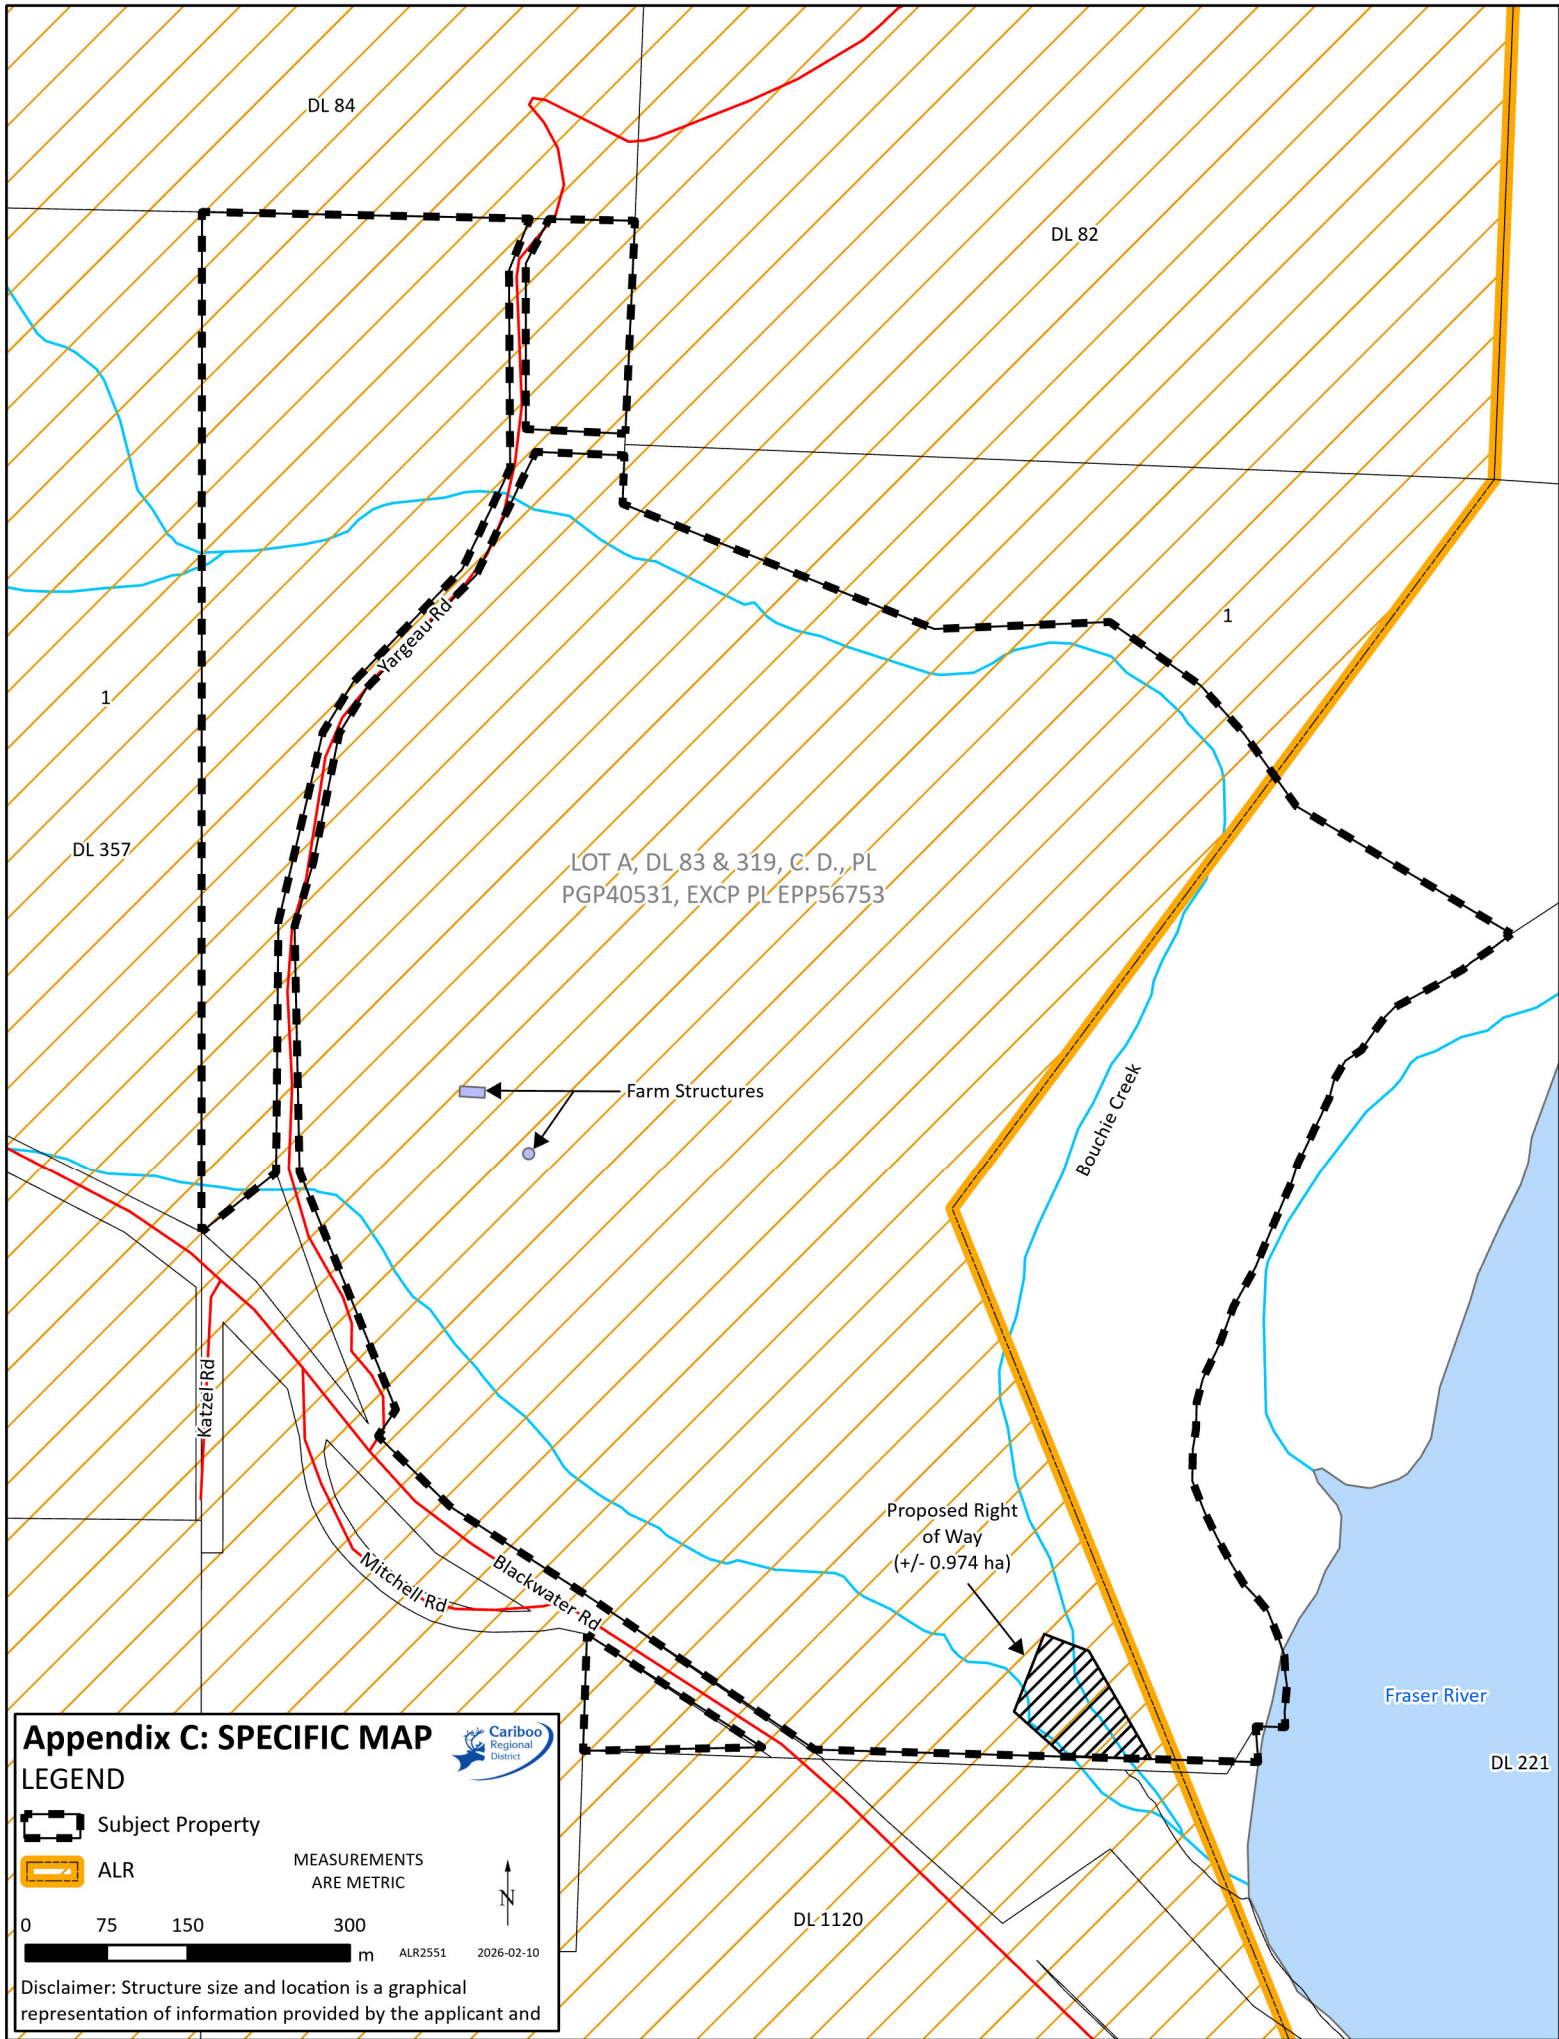 DL 84
DL 82
Yargeau Rd
1
1
DL 357
LOT A, DL 83 & 319, C. D., PL
PGP40531, EXCP PL EPP56753
Farm Structures
Bouchie Creek
Katzel Rd
Proposed Right
of Way
(+/- 0.974 ha)
Mitchell Rd
Blackwater Rd
Fraser River
DL 221
DL 1120
Appendix C: SPECIFIC MAP
Cariboo
Regional
District
LEGEND
Subject Property
ALR
MEASUREMENTS
ARE METRIC
N
0 75 150 300
m
ALR2551 2026-02-10
Disclaimer: Structure size and location is a graphical
representation of information provided by the applicant and